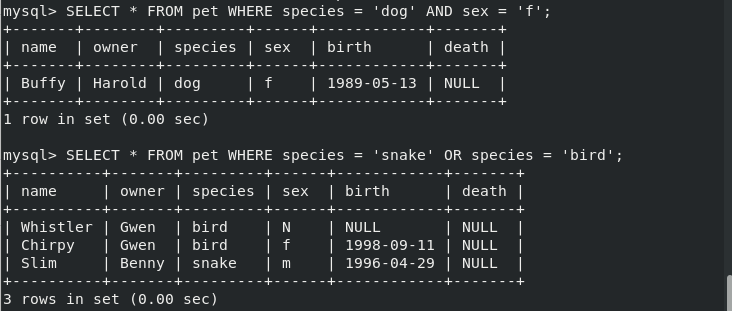 mysql> SELECT * FROM pet WHERE species = 'dog' AND sex = 'f';
+-------+--------+---------+------+------------+-------+
| name  | owner  | species | sex  | birth      | death |
+-------+--------+---------+------+------------+-------+
| Buffy | Harold | dog     | f    | 1989-05-13 | NULL  |
+-------+--------+---------+------+------------+-------+
1 row in set (0.00 sec)

mysql> SELECT * FROM pet WHERE species = 'snake' OR species = 'bird';
+----------+-------+---------+------+------------+-------+
| name     | owner | species | sex  | birth      | death |
+----------+-------+---------+------+------------+-------+
| Whistler | Gwen  | bird    | N    | NULL       | NULL  |
| Chirpy   | Gwen  | bird    | f    | 1998-09-11 | NULL  |
| Slim     | Benny | snake   | m    | 1996-04-29 | NULL  |
+----------+-------+---------+------+------------+-------+
3 rows in set (0.00 sec)